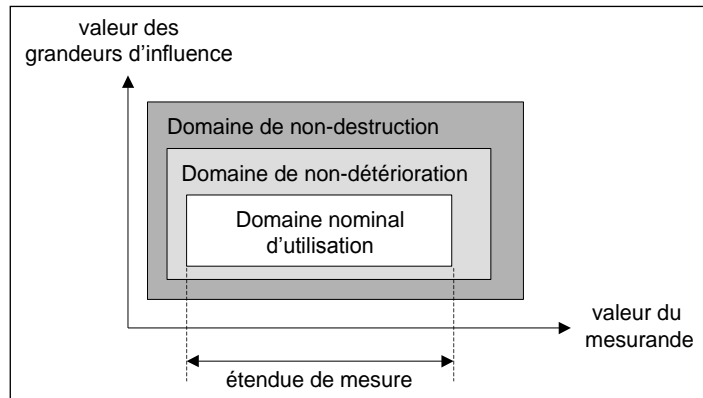 valeur des
grandeurs d’influence
Domaine de non-destruction
Domaine de non-détérioration
Domaine nominal
d’utilisation
valeur du
mesurande
étendue de mesure